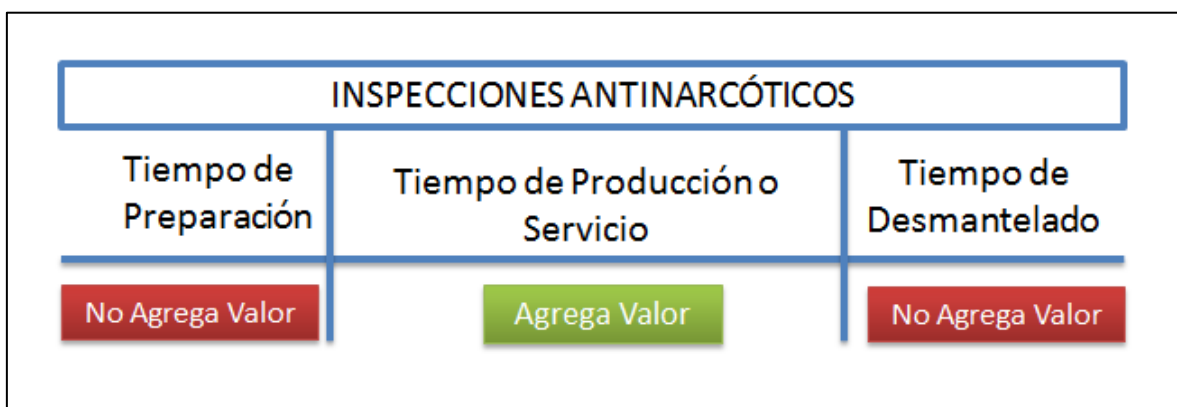 INSPECCIONES ANTINARCÓTICOS
Tiempo de
Preparación
Tiempo de Producción o
Servicio
Tiempo de
Desmantelado
No Agrega Valor
Agrega Valor
No Agrega Valor